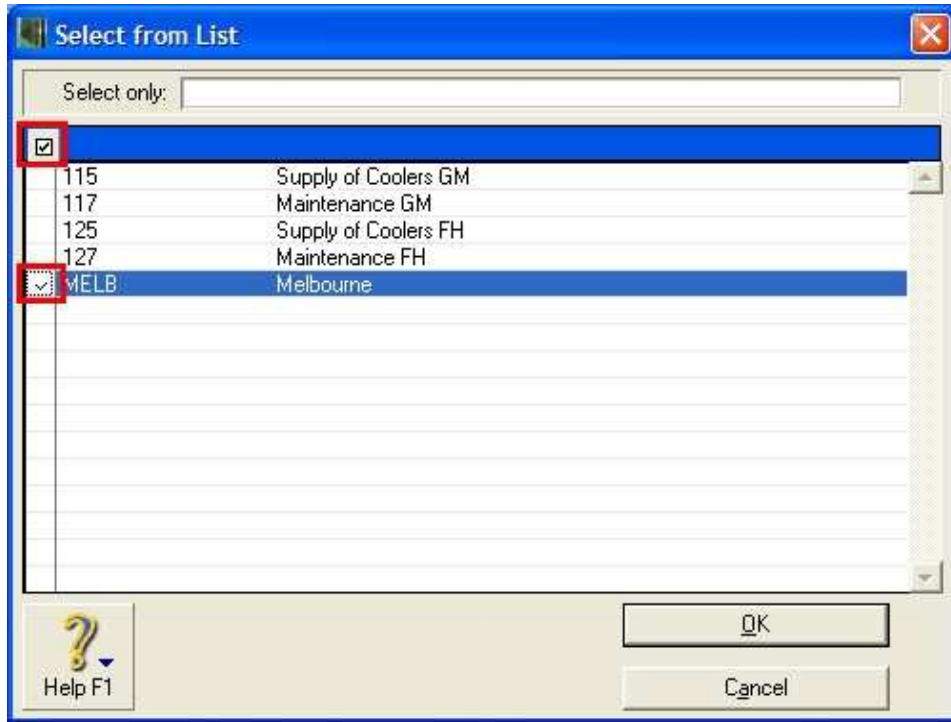 Select from List
Select only:
115 Supply of Coolers GM
117 Maintenance GM
125 Supply of Coolers FH
127 Maintenance FH
MELB Melbourne
OK
Help F1
Cancel